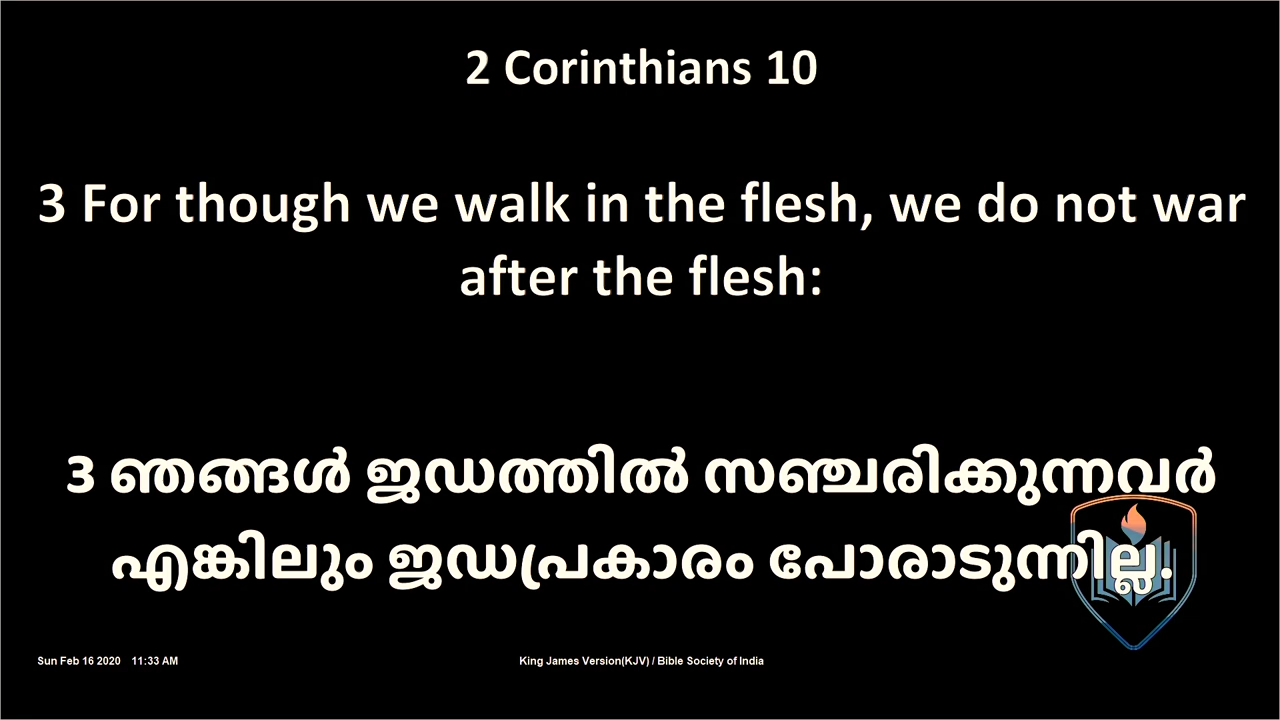 2 Corinthians 10
3 For though we walk in the flesh, we do not war
after the flesh:
3 ഞങ്ങൾ ജഡത്തിൽ സഞ്ചരിക്കുന്നവർ
എങ്കിലും ജഡപ്രകാരം പോരാടുന്നില്ല.
Sun Feb 16 2020 11:33 AM
King James Version(KJV) / Bible Society of India